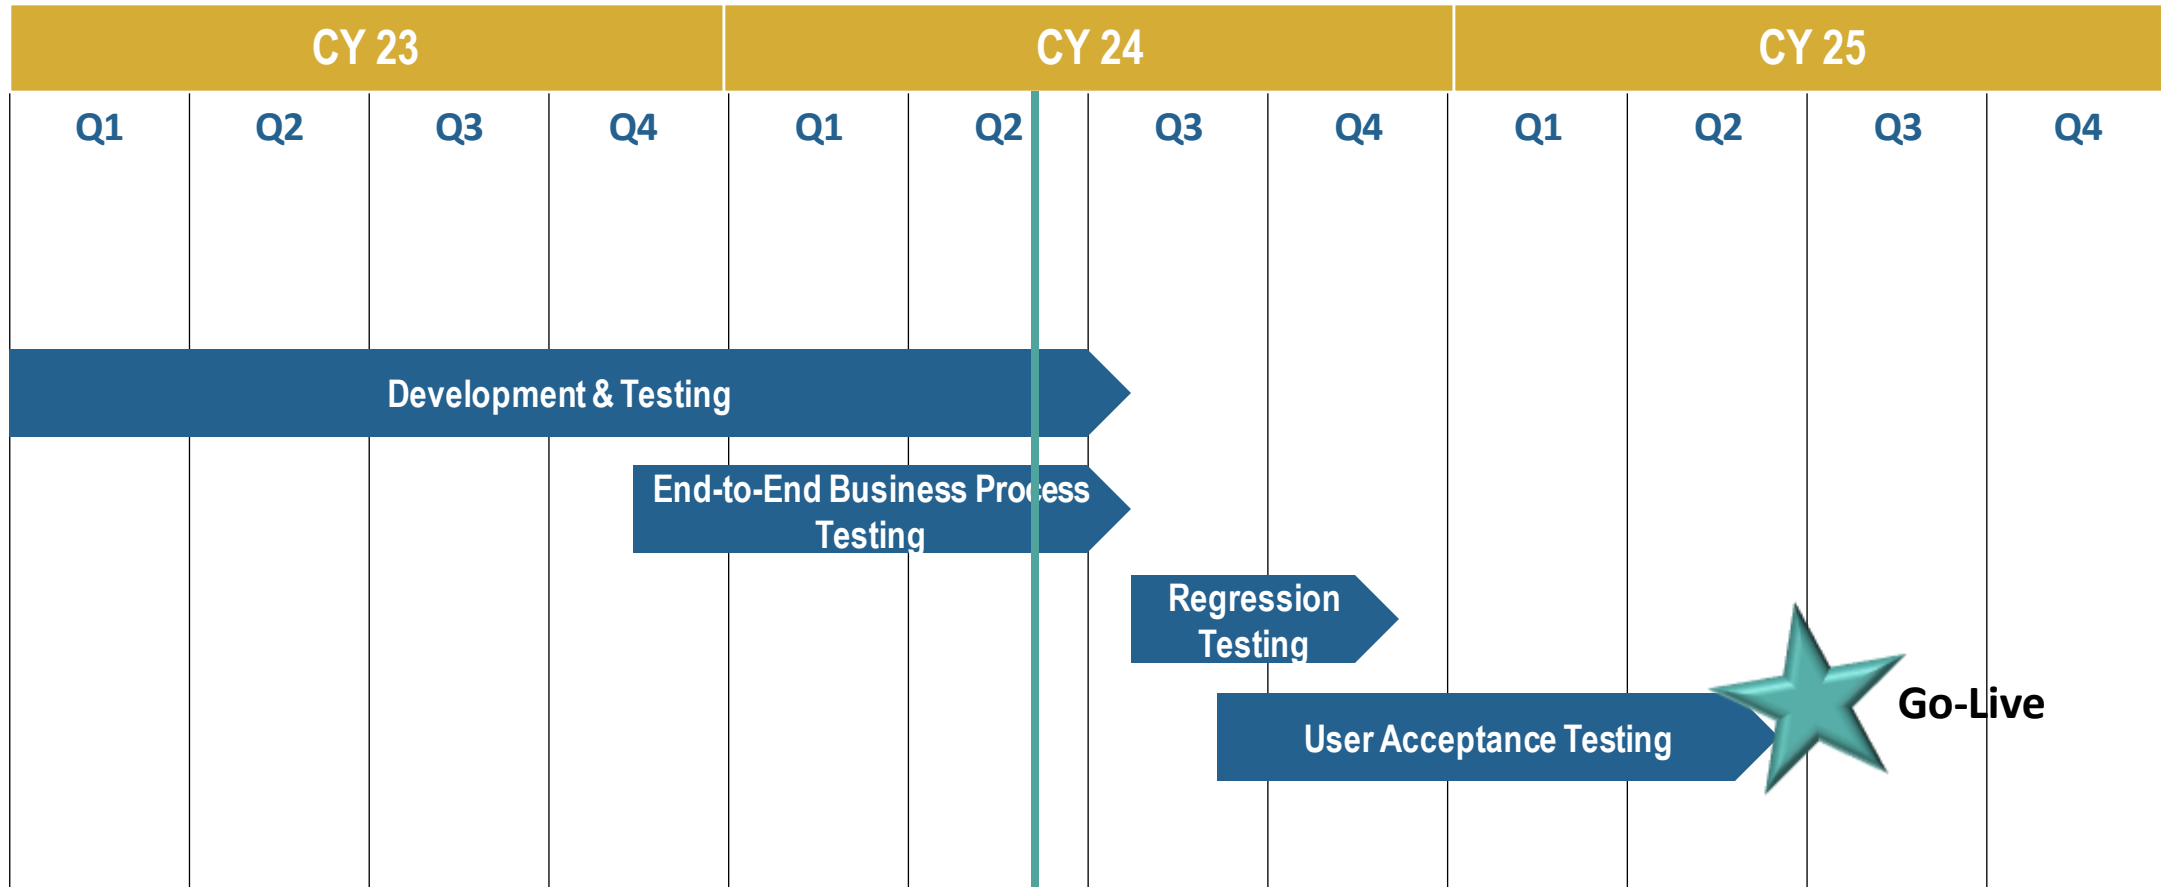 CY 23
CY 24
CY 25
Q1
Q2
Q3
Q4
Q1
Q2
Q3
Q4
Q1
Q2
Q3
Q4
Development & Testing
End-to-End Business Process
Testing
Regression
Testing
Go-Live
User Acceptance Testing